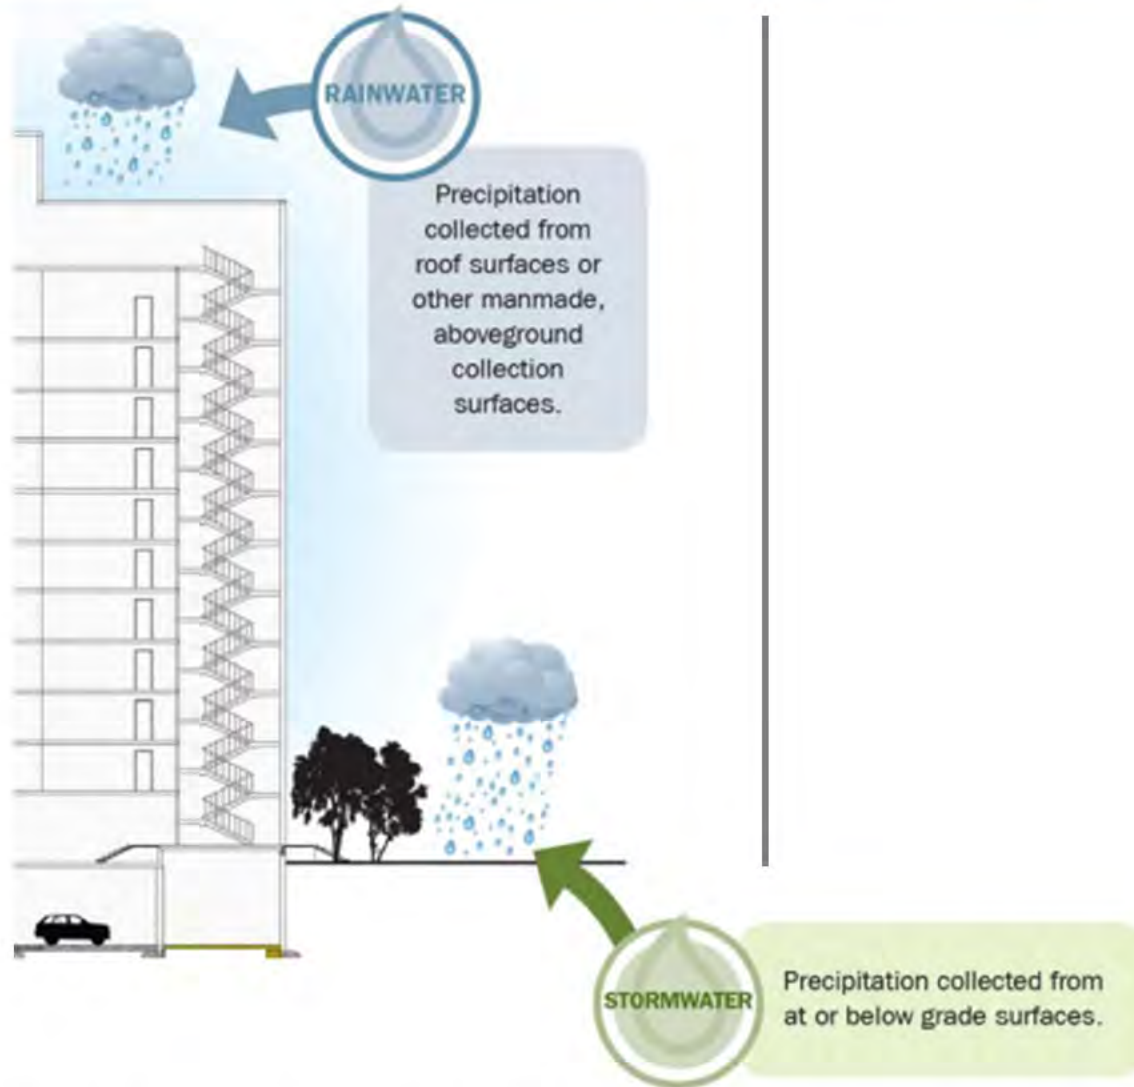 RAINWATER
Precipitation
collected from
roof surfaces or
other manmade,
aboveground
collection
surfaces.
STORMWATER
Precipitation collected from
at or below grade surfaces.